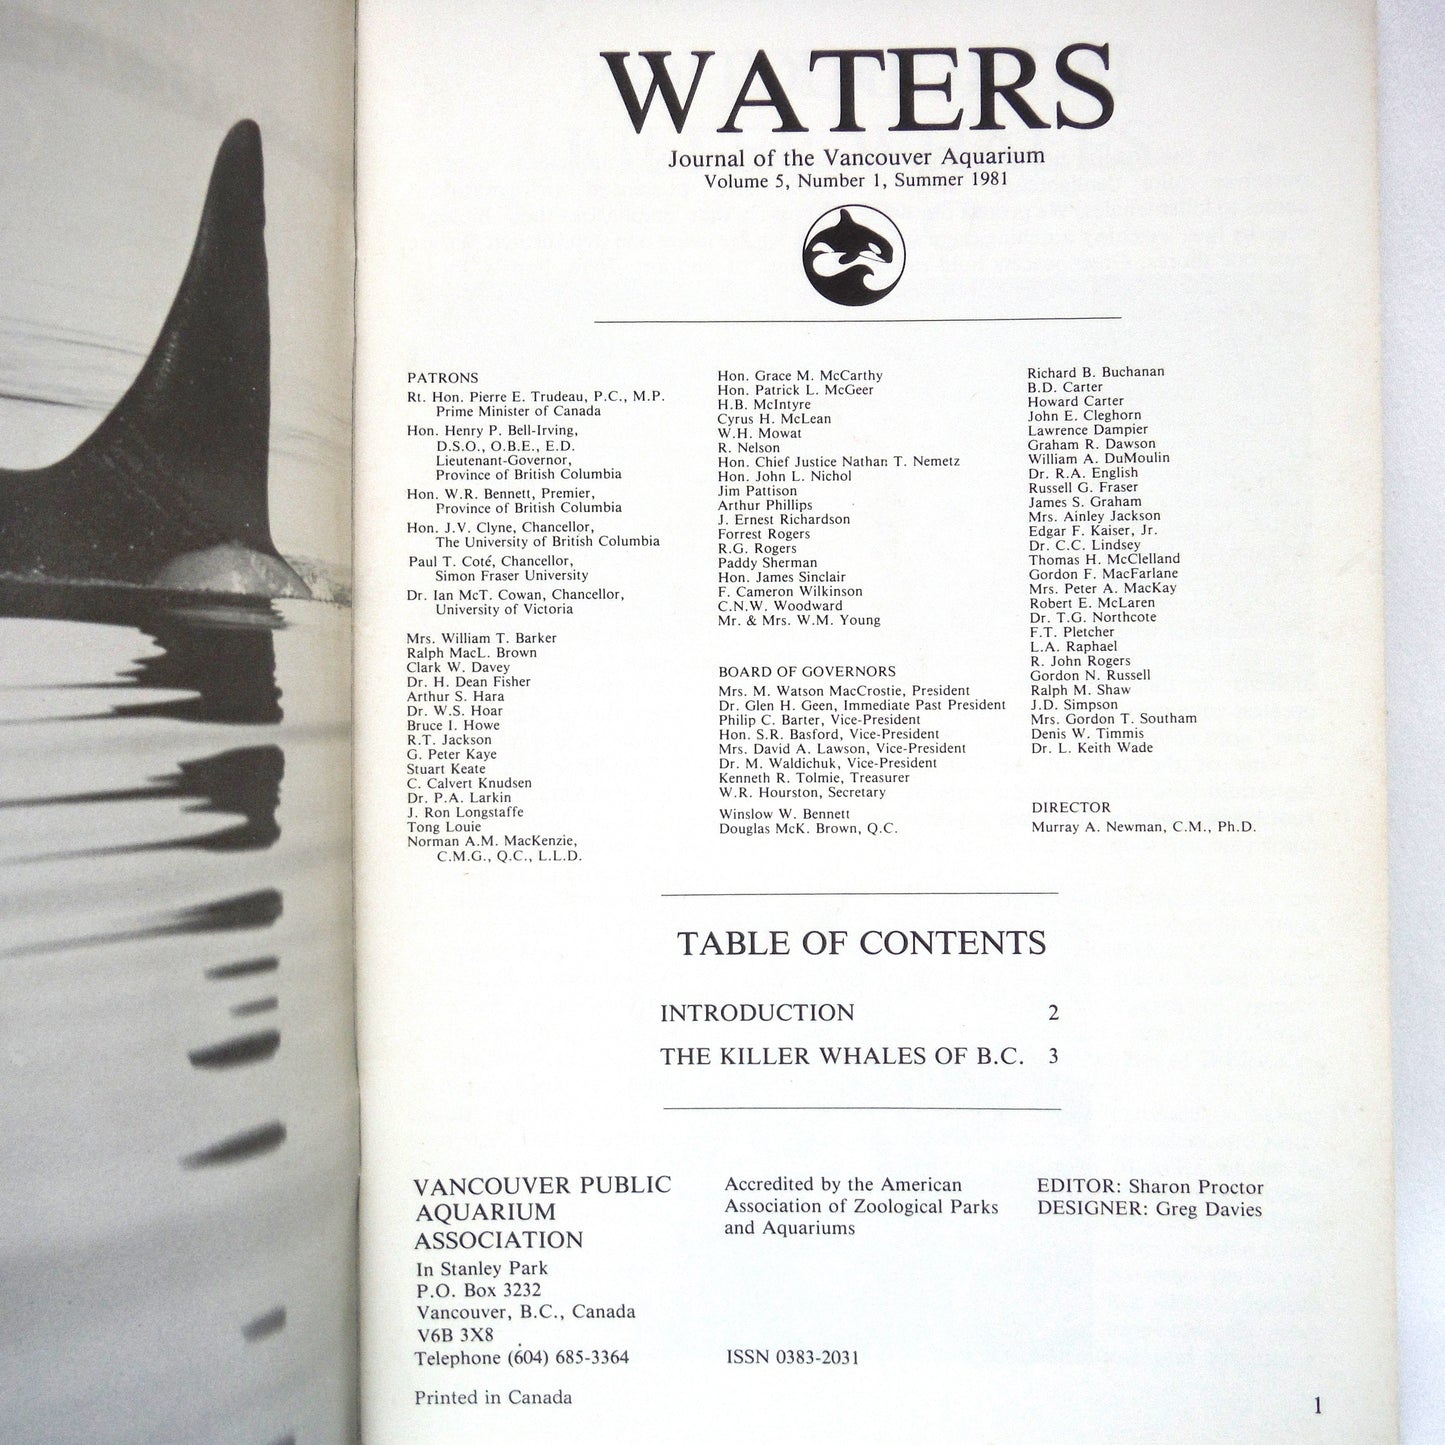 WATERS
Journal of the Vancouver Aquarium
Volume 5, Number 1, Summer 1981
PATRONS
Rt. Hon. Pierre E. Trudeau, P.C., M.P.
Prime Minister of Canada
Hon. Henry P. Bell-Irving,
D.S.O., O.B.E., E.D.
Lieutenant-Governor,
Province of British Columbia
Hon. W.R. Bennett, Premier,
Province of British Columbia
Hon. J.V. Clyne, Chancellor,
The University of British Columbia
Paul T. Coté, Chancellor,
Simon Fraser University
Dr. Ian McT. Cowan, Chancellor,
University of Victoria
Mrs. William T. Barker
Ralph MacL. Brown
Clark W. Davey
Dr. H. Dean Fisher
Arthur S. Hara
Dr. W.S. Hoar
Bruce I. Howe
R.T. Jackson
G. Peter Kaye
Stuart Keate
C. Calvert Knudsen
Dr. P.A. Larkin
J. Ron Longstaffe
Tong Louie
Norman A.M. MacKenzie,
C.M.G., Q.C., L.L.D.
Hon. Grace M. McCarthy
Hon. Patrick L. McGeer
H.B. McIntyre
Cyrus H. McLean
W.H. Mowat
R. Nelson
Hon. Chief Justice Nathan T. Nemetz
Hon. John L. Nichol
Jim Pattison
Arthur Phillips
J. Ernest Richardson
Forrest Rogers
R.G. Rogers
Paddy Sherman
Hon. James Sinclair
F. Cameron Wilkinson
C.N.W. Woodward
Mr. & Mrs. W.M. Young
BOARD OF GOVERNORS
Mrs. M. Watson MacCrostie, President
Dr. Glen H. Geen, Immediate Past President
Philip C. Barter, Vice-President
Hon. S.R. Basford, Vice-President
Mrs. David A. Lawson, Vice-President
Dr. M. Waldichuk, Vice-President
Kenneth R. Tolmie, Treasurer
W.R. Hourston, Secretary
Winslow W. Bennett
Douglas McK. Brown, Q.C.
Richard B. Buchanan
B.D. Carter
Howard Carter
John E. Cleghorn
Lawrence Dampier
Graham R. Dawson
William A. DuMoulin
Dr. R.A. English
Russell G. Fraser
James S. Graham
Mrs. Ainley Jackson
Edgar F. Kaiser, Jr.
Dr. C.C. Lindsey
Thomas H. McClelland
Gordon F. MacFarlane
Mrs. Peter A. MacKay
Robert E. McLaren
Dr. T.G. Northcote
F.T. Pletcher
L.A. Raphael
R. John Rogers
Gordon N. Russell
Ralph M. Shaw
J.D. Simpson
Mrs. Gordon T. Southam
Denis W. Timmis
Dr. L. Keith Wade
DIRECTOR
Murray A. Newman, C.M., Ph.D.
TABLE OF CONTENTS
INTRODUCTION 2
THE KILLER WHALES OF B.C. 3
VANCOUVER PUBLIC
AQUARIUM
ASSOCIATION
In Stanley Park
P.O. Box 3232
Vancouver, B.C., Canada
V6B 3X8
Telephone (604) 685-3364
Printed in Canada
Accredited by the American
Association of Zoological Parks
and Aquariums
ISSN 0383-2031
EDITOR: Sharon Proctor
DESIGNER: Greg Davies
1